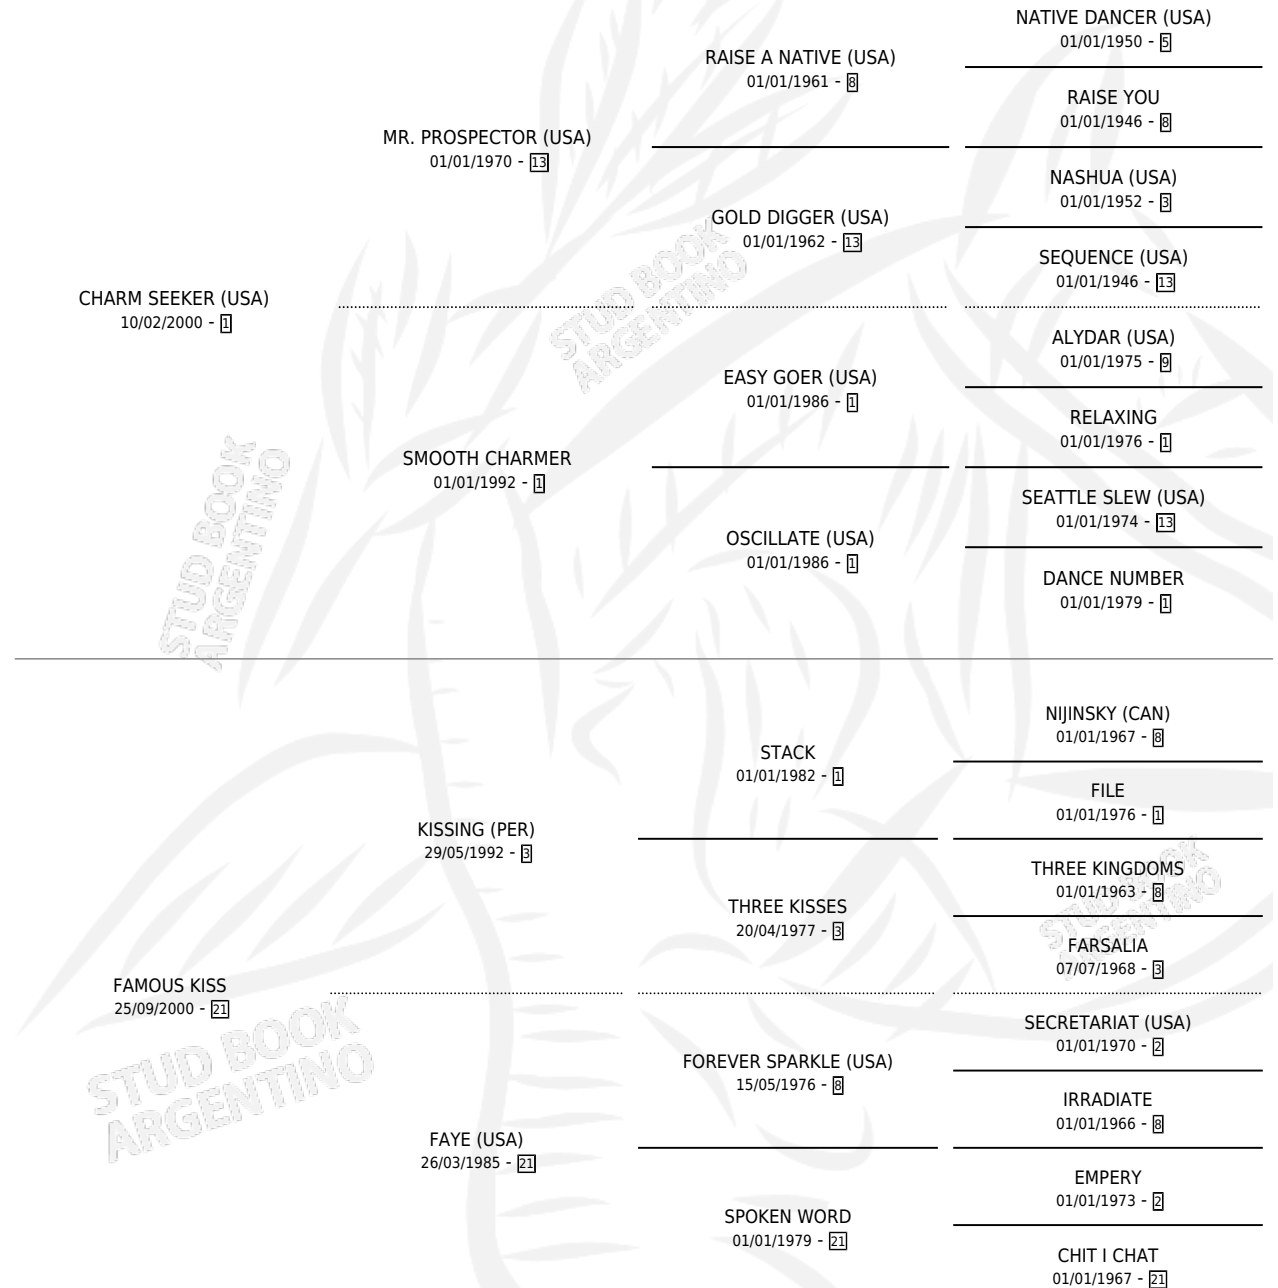 NATIVE DANCER (USA)
01/01/1950 - 5
RAISE A NATIVE (USA)
01/01/1961 - 8
RAISE YOU
01/01/1946 - 8
MR. PROSPECTOR (USA)
01/01/1970 - 13
NASHUA (USA)
01/01/1952 - 3
GOLD DIGGER (USA)
01/01/1962 - 13
SEQUENCE (USA)
01/01/1946 - 13
CHARM SEEKER (USA)
10/02/2000 - 1
STUD BOOK
ARGENTINO
ALYDAR (USA)
01/01/1975 - 9
EASY GOER (USA)
01/01/1986 - 1
RELAXING
01/01/1976 - 1
SMOOTH CHARMER
01/01/1992 - 1
SEATTLE SLEW (USA)
01/01/1974 - 13
OSCILLATE (USA)
01/01/1986 - 1
DANCE NUMBER
01/01/1979 - 1
STUD BOOK
ARGENTINO
NIJINSKY (CAN)
01/01/1967 - 8
STACK
01/01/1982 - 1
FILE
01/01/1976 - 1
KISSING (PER)
29/05/1992 - 3
THREE KINGDOMS
01/01/1963 - 8
THREE KISSES
20/04/1977 - 3
STUD BOOK
ARGENTINO
FARSALIA
07/07/1968 - 3
FAMOUS KISS
25/09/2000 - 21
STUD BOOK
ARGENTINO
SECRETARIAT (USA)
01/01/1970 - 2
FOREVER SPARKLE (USA)
15/05/1976 - 8
IRRADIATE
01/01/1966 - 8
FAYE (USA)
26/03/1985 - 21
EMPERY
01/01/1973 - 2
SPOKEN WORD
01/01/1979 - 21
CHIT I CHAT
01/01/1967 - 21